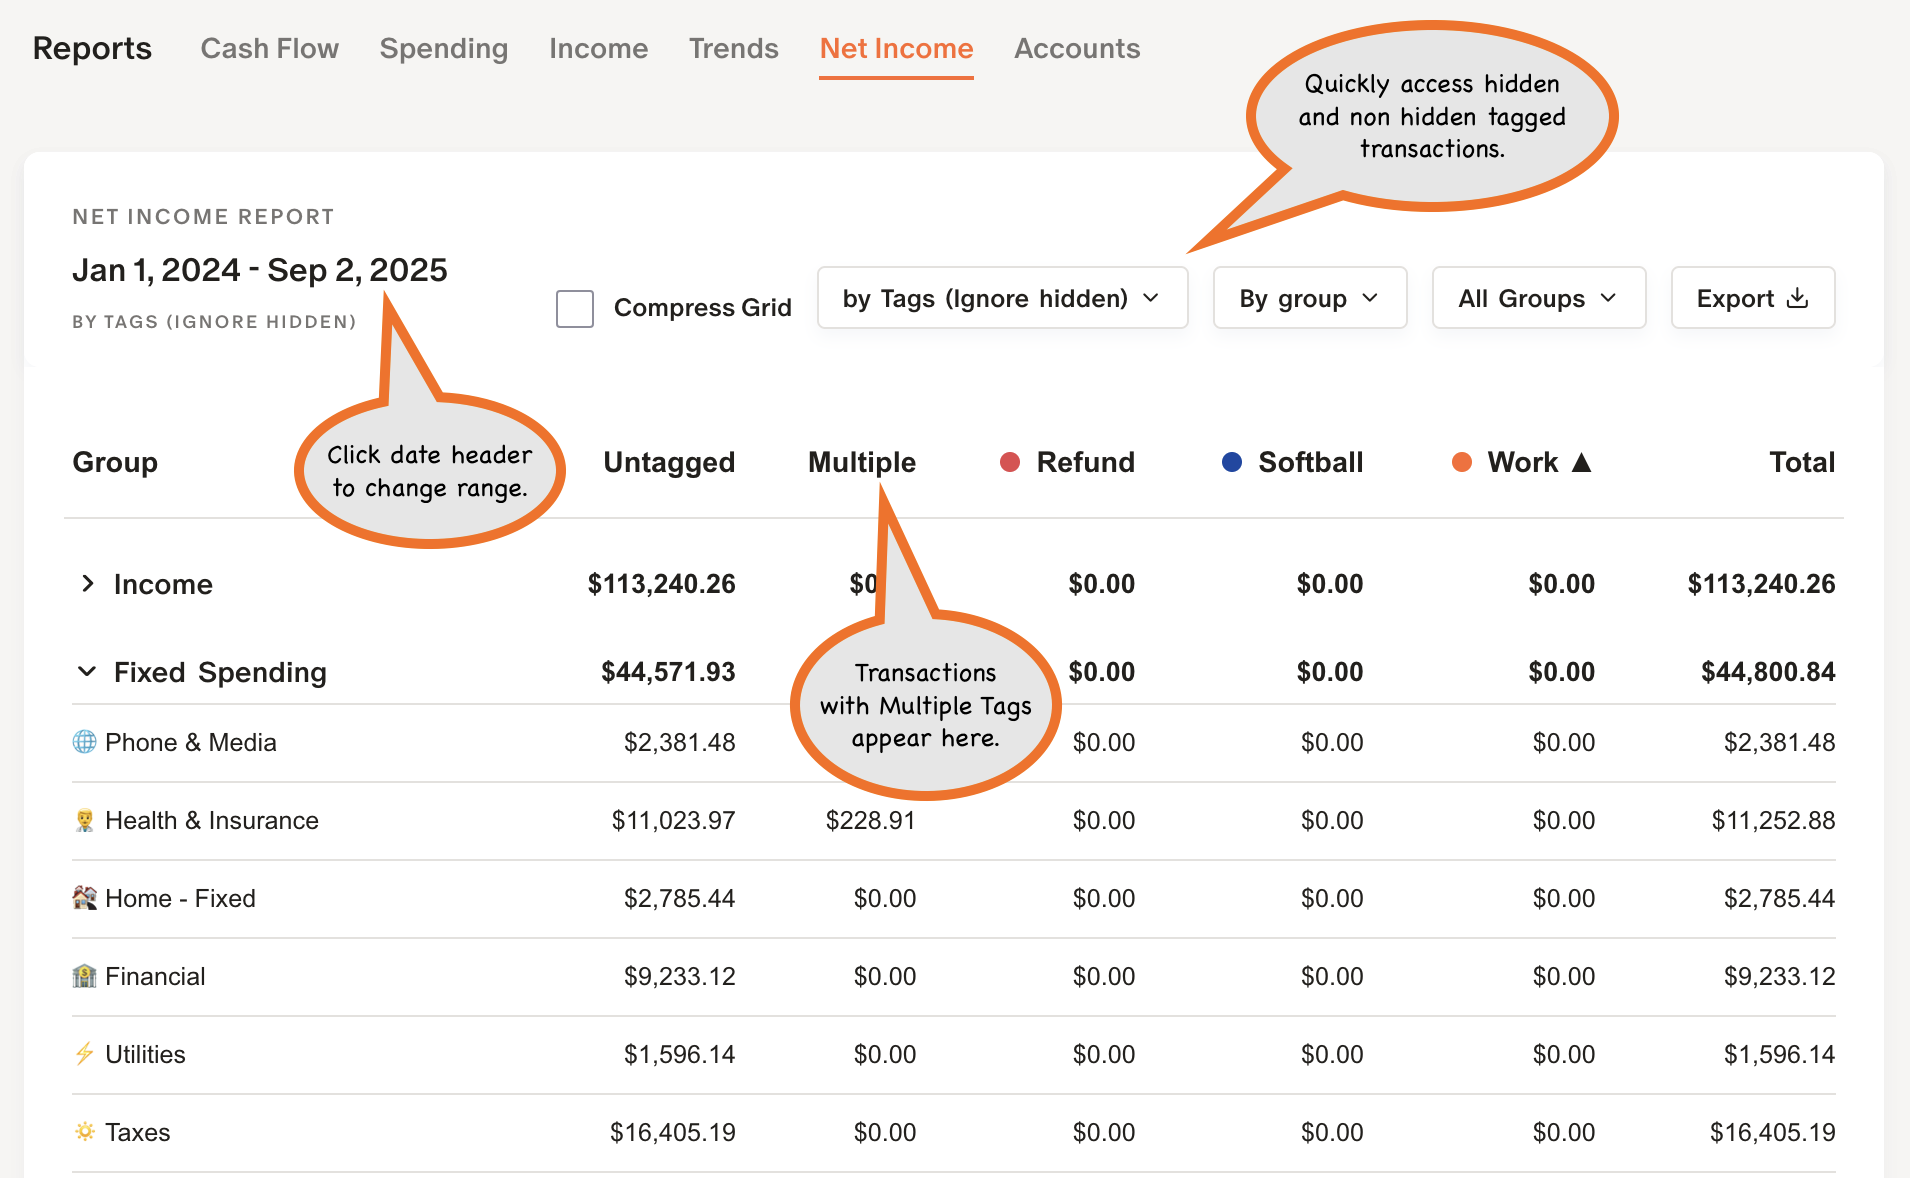 Reports Cash Flow Spending Income Trends Net Income Accounts
Quickly access hidden
and non hidden tagged
transactions.
NET INCOME REPORT
Jan 1, 2024 - Sep 2, 2025
BY TAGS (IGNORE HIDDEN)
Compress Grid by Tags (Ignore hidden) By group All Groups Export
Click date header
to change range.
Group Untagged Multiple Refund Softball Work ▲ Total
Income $113,240.26 $0 $0.00 $0.00 $0.00 $113,240.26
Fixed Spending $44,571.93 $0.00 $0.00 $0.00 $44,800.84
Transactions
with Multiple Tags
appear here.
Phone & Media $2,381.48 $0.00 $0.00 $0.00 $2,381.48
Health & Insurance $11,023.97 $228.91 $0.00 $0.00 $0.00 $11,252.88
Home - Fixed $2,785.44 $0.00 $0.00 $0.00 $0.00 $2,785.44
Financial $9,233.12 $0.00 $0.00 $0.00 $0.00 $9,233.12
Utilities $1,596.14 $0.00 $0.00 $0.00 $0.00 $1,596.14
Taxes $16,405.19 $0.00 $0.00 $0.00 $0.00 $16,405.19